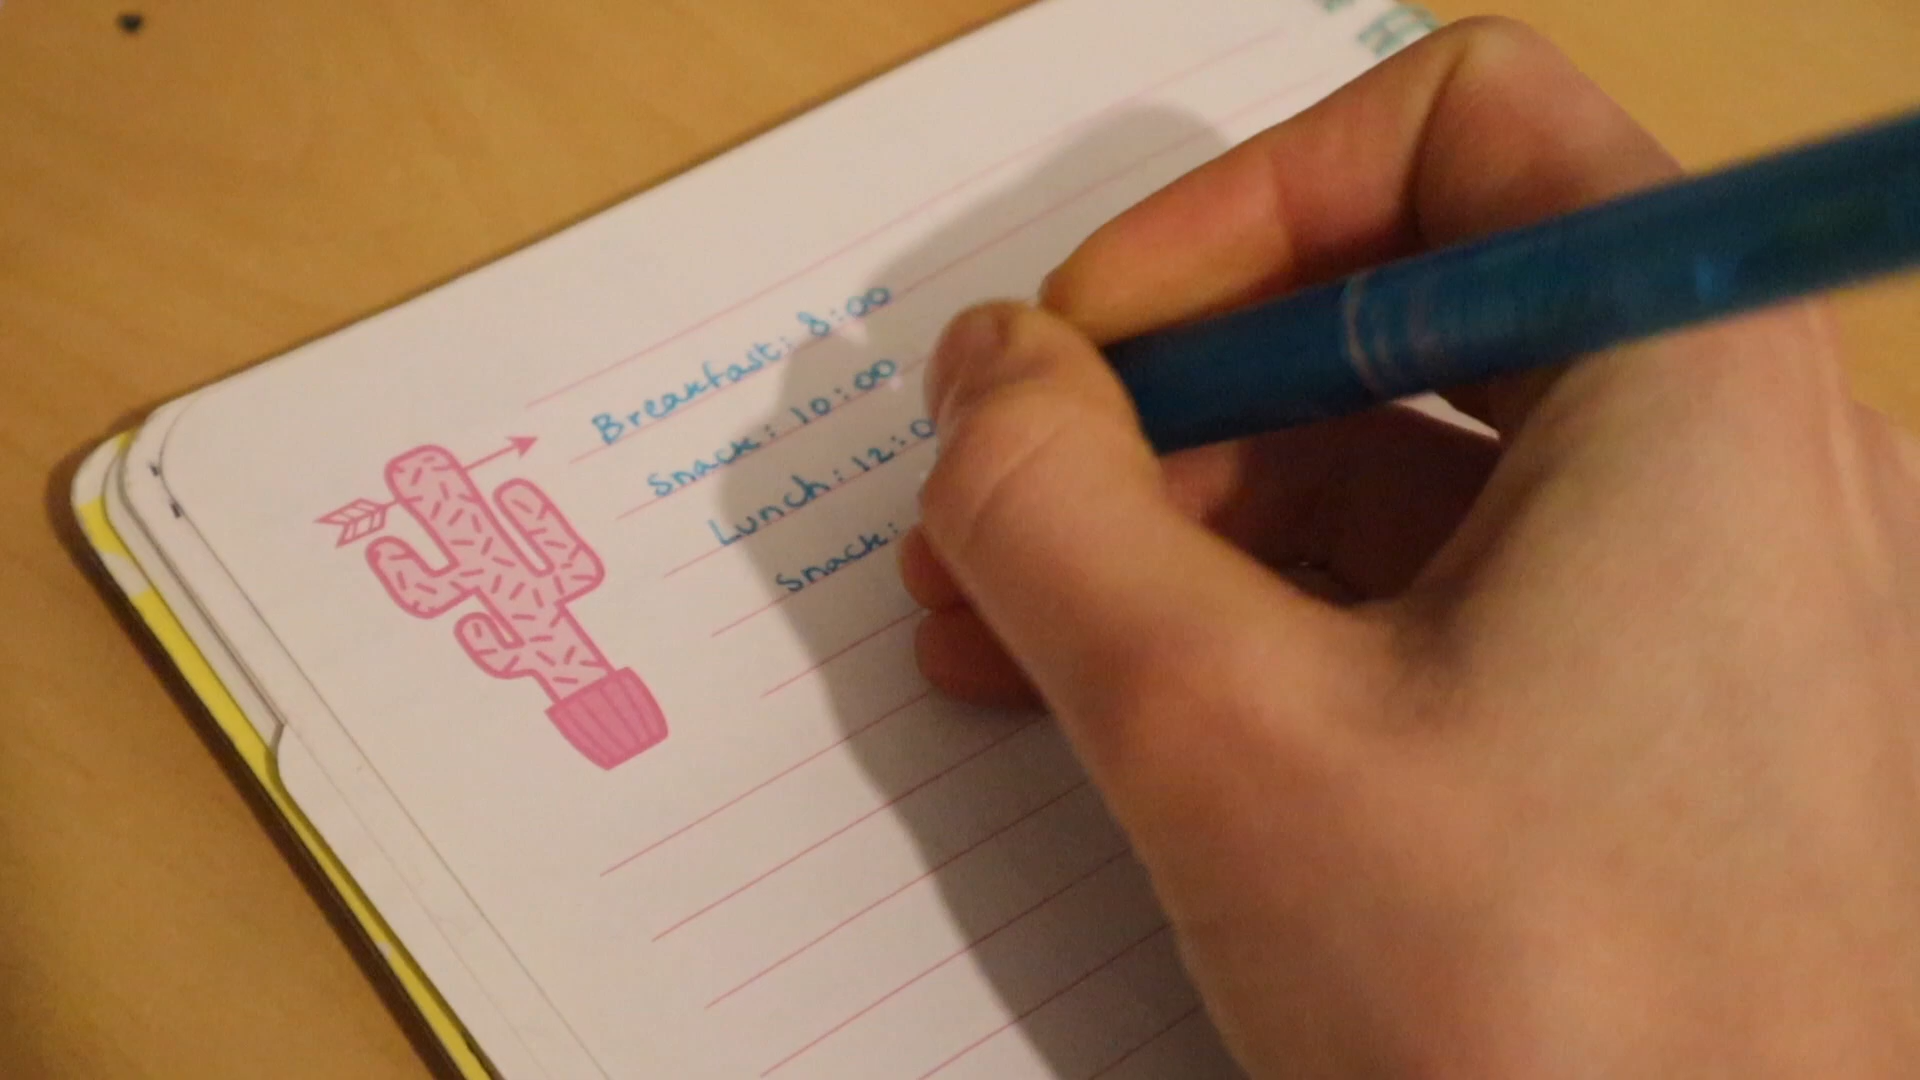 Breakfast: 8:00
Snack: 10:00
Lunch: 12:0
Snack: